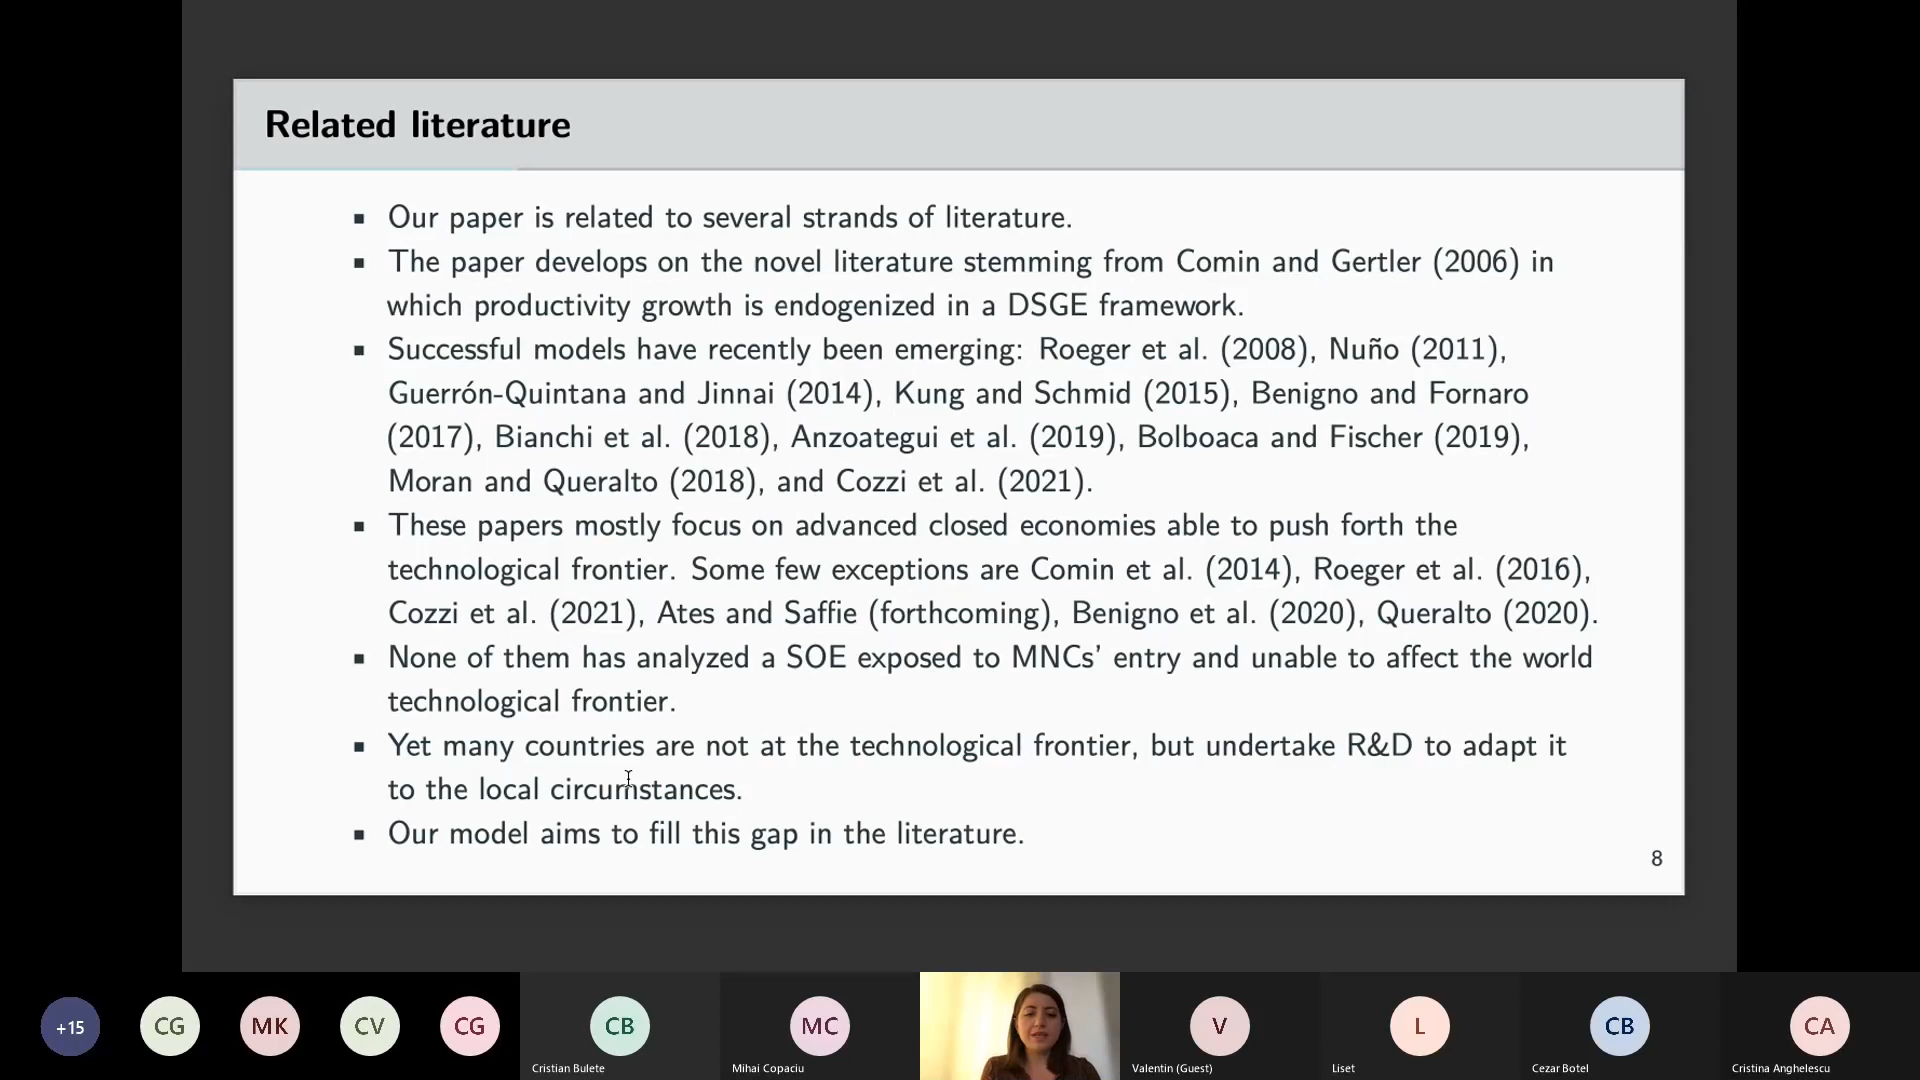 Related literature
▪ Our paper is related to several strands of literature.
▪ The paper develops on the novel literature stemming from Comin and Gertler (2006) in
which productivity growth is endogenized in a DSGE framework.
▪ Successful models have recently been emerging: Roeger et al. (2008), Nuño (2011),
Guerrón-Quintana and Jinnai (2014), Kung and Schmid (2015), Benigno and Fornaro
(2017), Bianchi et al. (2018), Anzoategui et al. (2019), Bolboaca and Fischer (2019),
Moran and Queralto (2018), and Cozzi et al. (2021).
▪ These papers mostly focus on advanced closed economies able to push forth the
technological frontier. Some few exceptions are Comin et al. (2014), Roeger et al. (2016),
Cozzi et al. (2021), Ates and Saffie (forthcoming), Benigno et al. (2020), Queralto (2020).
▪ None of them has analyzed a SOE exposed to MNCs' entry and unable to affect the world
technological frontier.
▪ Yet many countries are not at the technological frontier, but undertake R&D to adapt it
to the local circumstances.
▪ Our model aims to fill this gap in the literature.
8
+15 CG MK CV CG CB MC V L CB CA
Cristian Bulete Mihai Copaciu Valentin (Guest) Liset Cezar Botel Cristina Anghelescu